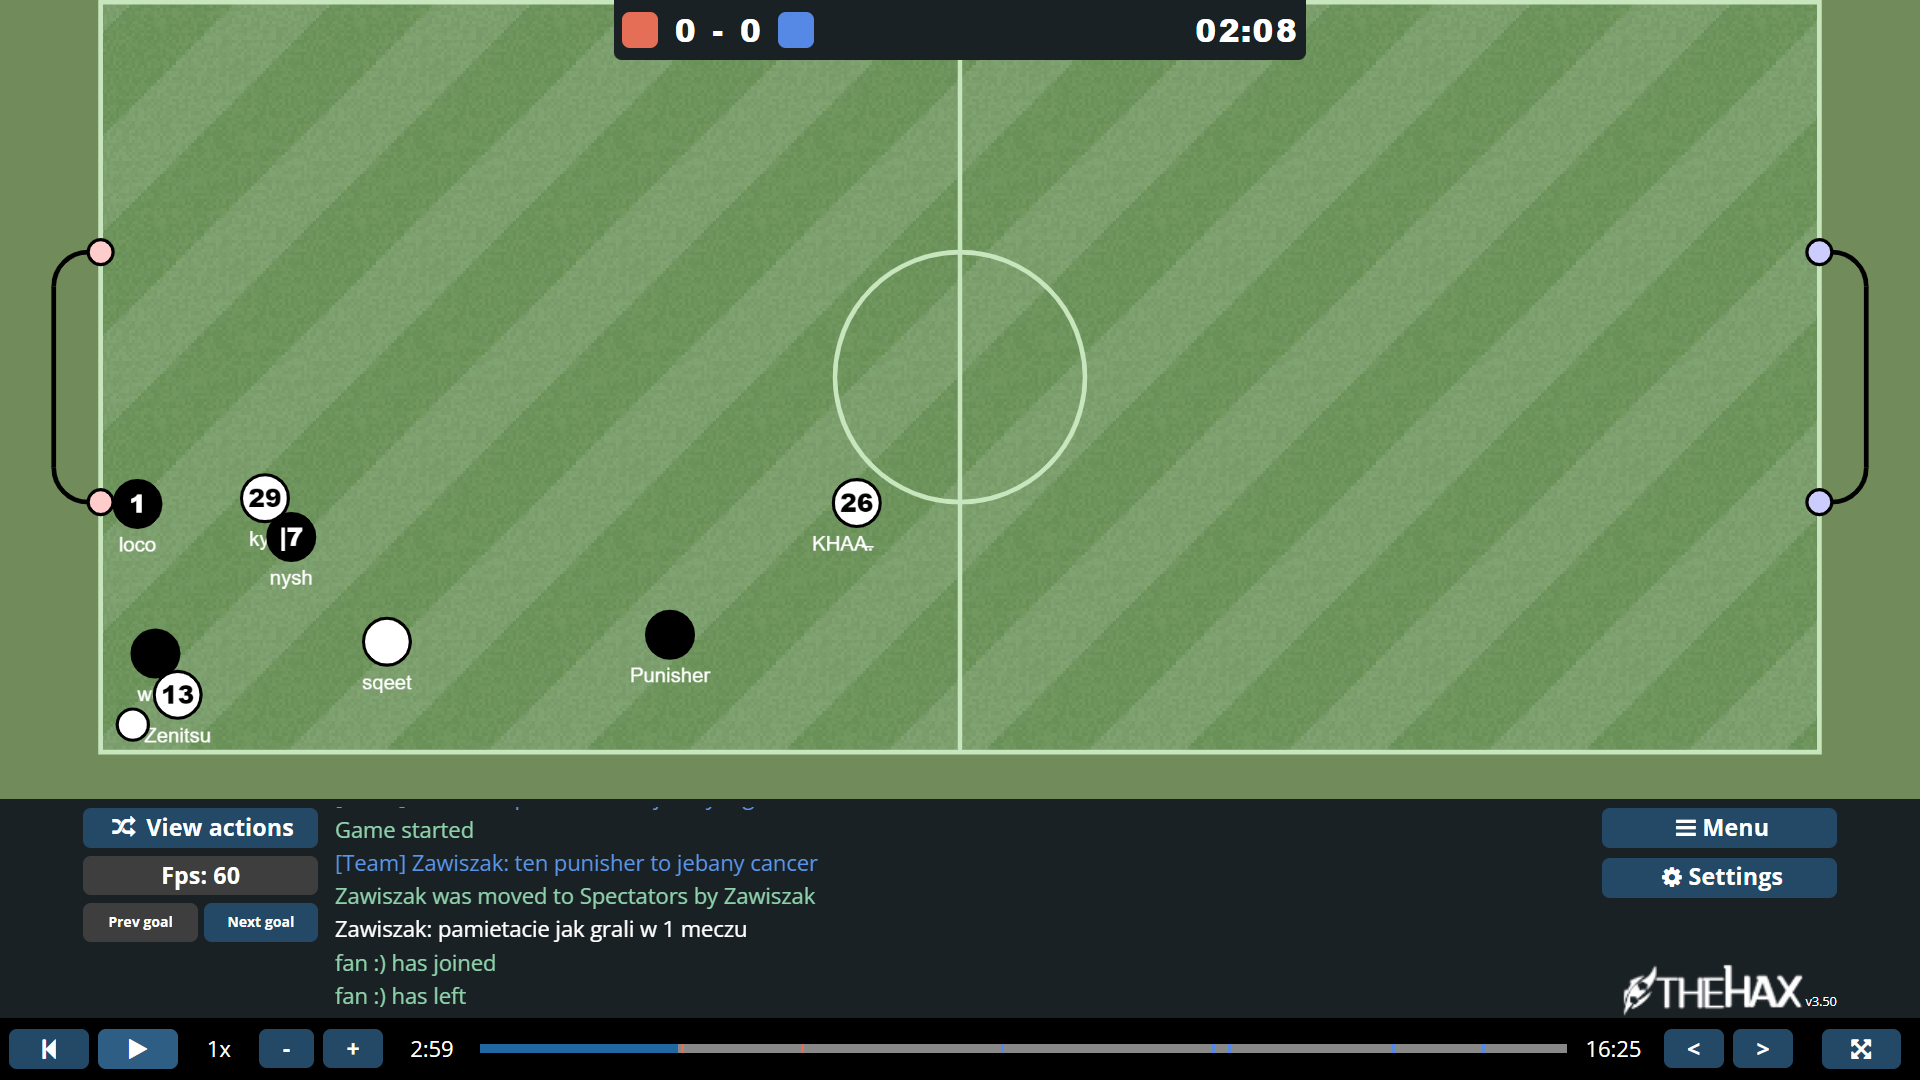 0 - 0
02:08
1
loco
29
ky
|7
nysh
26
KHAA..
w
13
Zenitsu
sqeet
Punisher
View actions
Fps: 60
Prev goal
Next goal
Game started
[Team] Zawiszak: ten punisher to jebany cancer
Zawiszak was moved to Spectators by Zawiszak
Zawiszak: pamietacie jak grali w 1 meczu
fan :) has joined
fan :) has left
Menu
Settings
THEHAX v3.50
1x
-
+
2:59
16:25
<
>